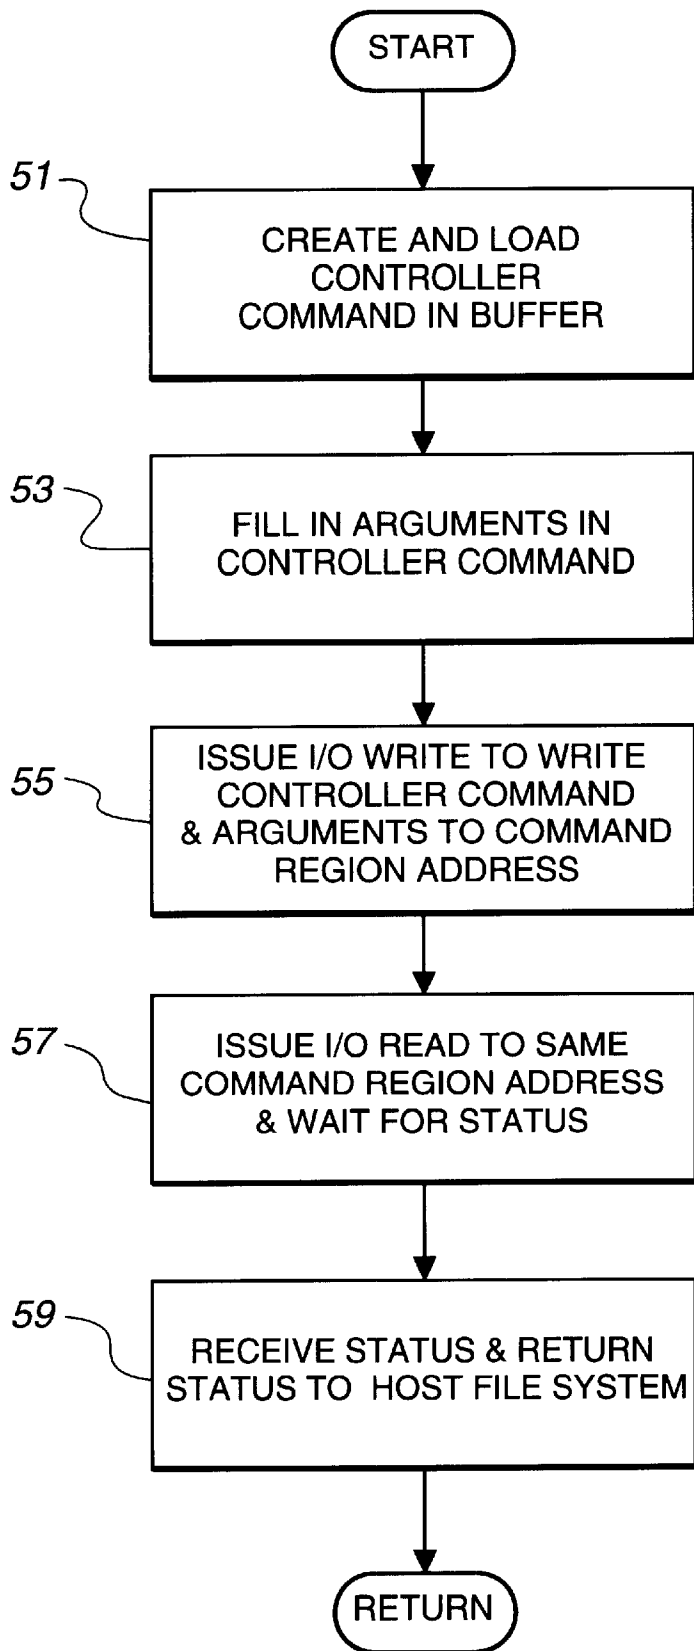 START
51
CREATE AND LOAD
CONTROLLER
COMMAND IN BUFFER
53
FILL IN ARGUMENTS IN
CONTROLLER COMMAND
55
ISSUE I/O WRITE TO WRITE
CONTROLLER COMMAND
& ARGUMENTS TO COMMAND
REGION ADDRESS
57
ISSUE I/O READ TO SAME
COMMAND REGION ADDRESS
& WAIT FOR STATUS
59
RECEIVE STATUS & RETURN
STATUS TO HOST FILE SYSTEM
RETURN